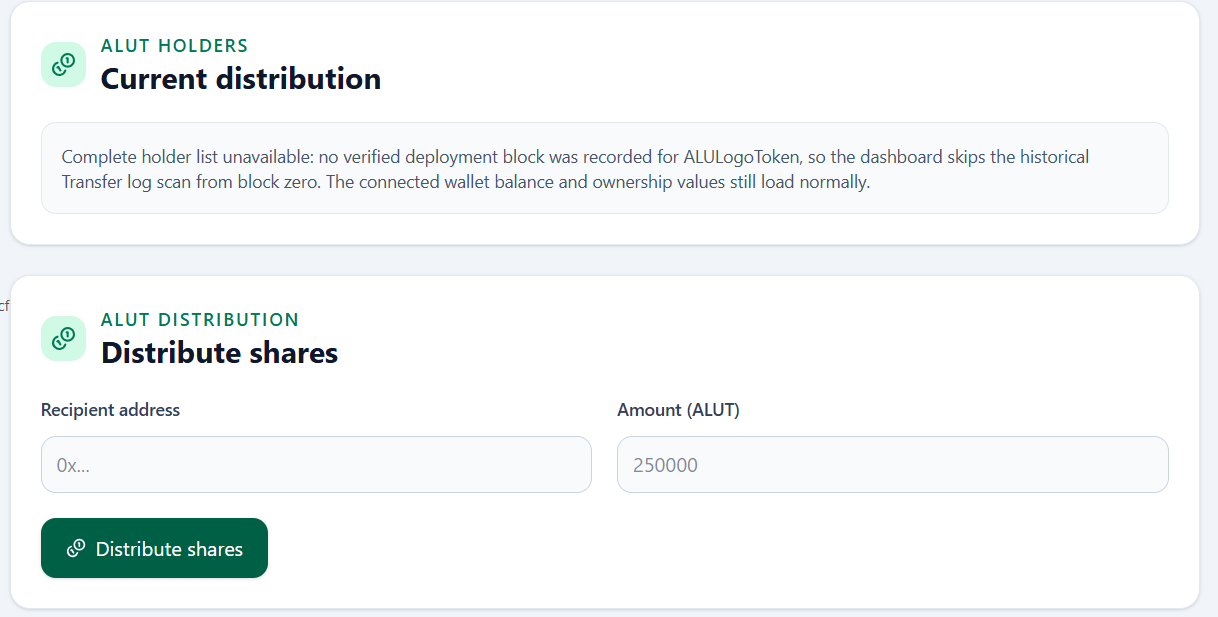 ALUT HOLDERS
Current distribution
Complete holder list unavailable: no verified deployment block was recorded for ALULogoToken, so the dashboard skips the historical
Transfer log scan from block zero. The connected wallet balance and ownership values still load normally.
cf
ALUT DISTRIBUTION
Distribute shares
Recipient address
Amount (ALUT)
0x...
250000
Distribute shares